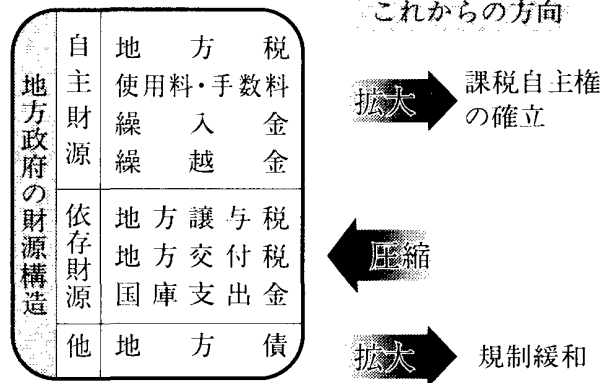 これからの方向
地方政府の財源構造
自主財源
地方税
使用料・手数料
繰入金
繰越金
拡大
課税自主権
の確立
依存財源
地方譲与税
地方交付税
国庫支出金
圧縮
他
地方債
拡大
規制緩和